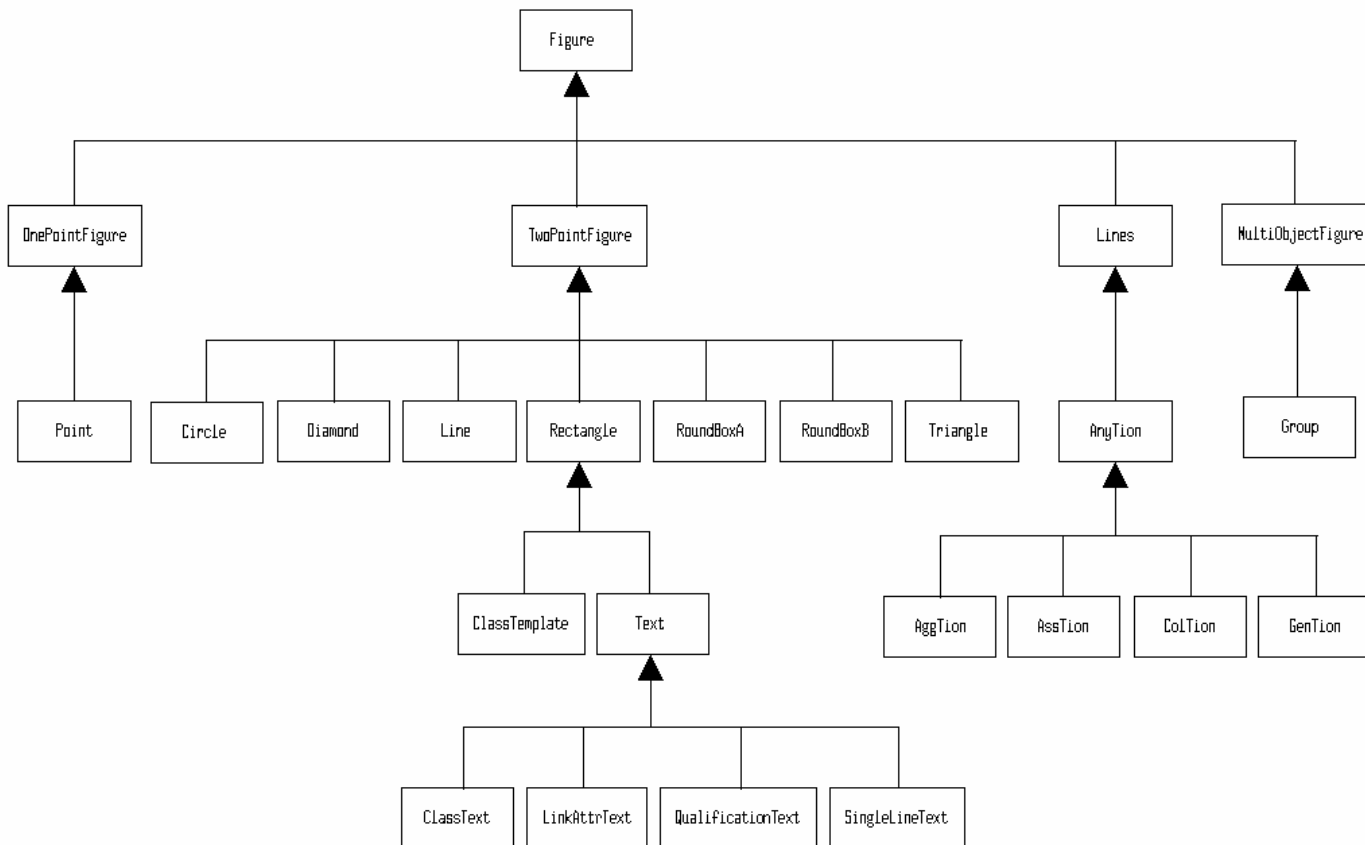 Figure
OnePointFigure
TwoPointFigure
Lines
MultiObjectFigure
Point
Circle
Diamond
Line
Rectangle
RoundBoxA
RoundBoxB
Triangle
AnyTion
Group
ClassTemplate
Text
AggTion
AssTion
ColTion
GenTion
ClassText
LinkAttrText
QualificationText
SingleLineText